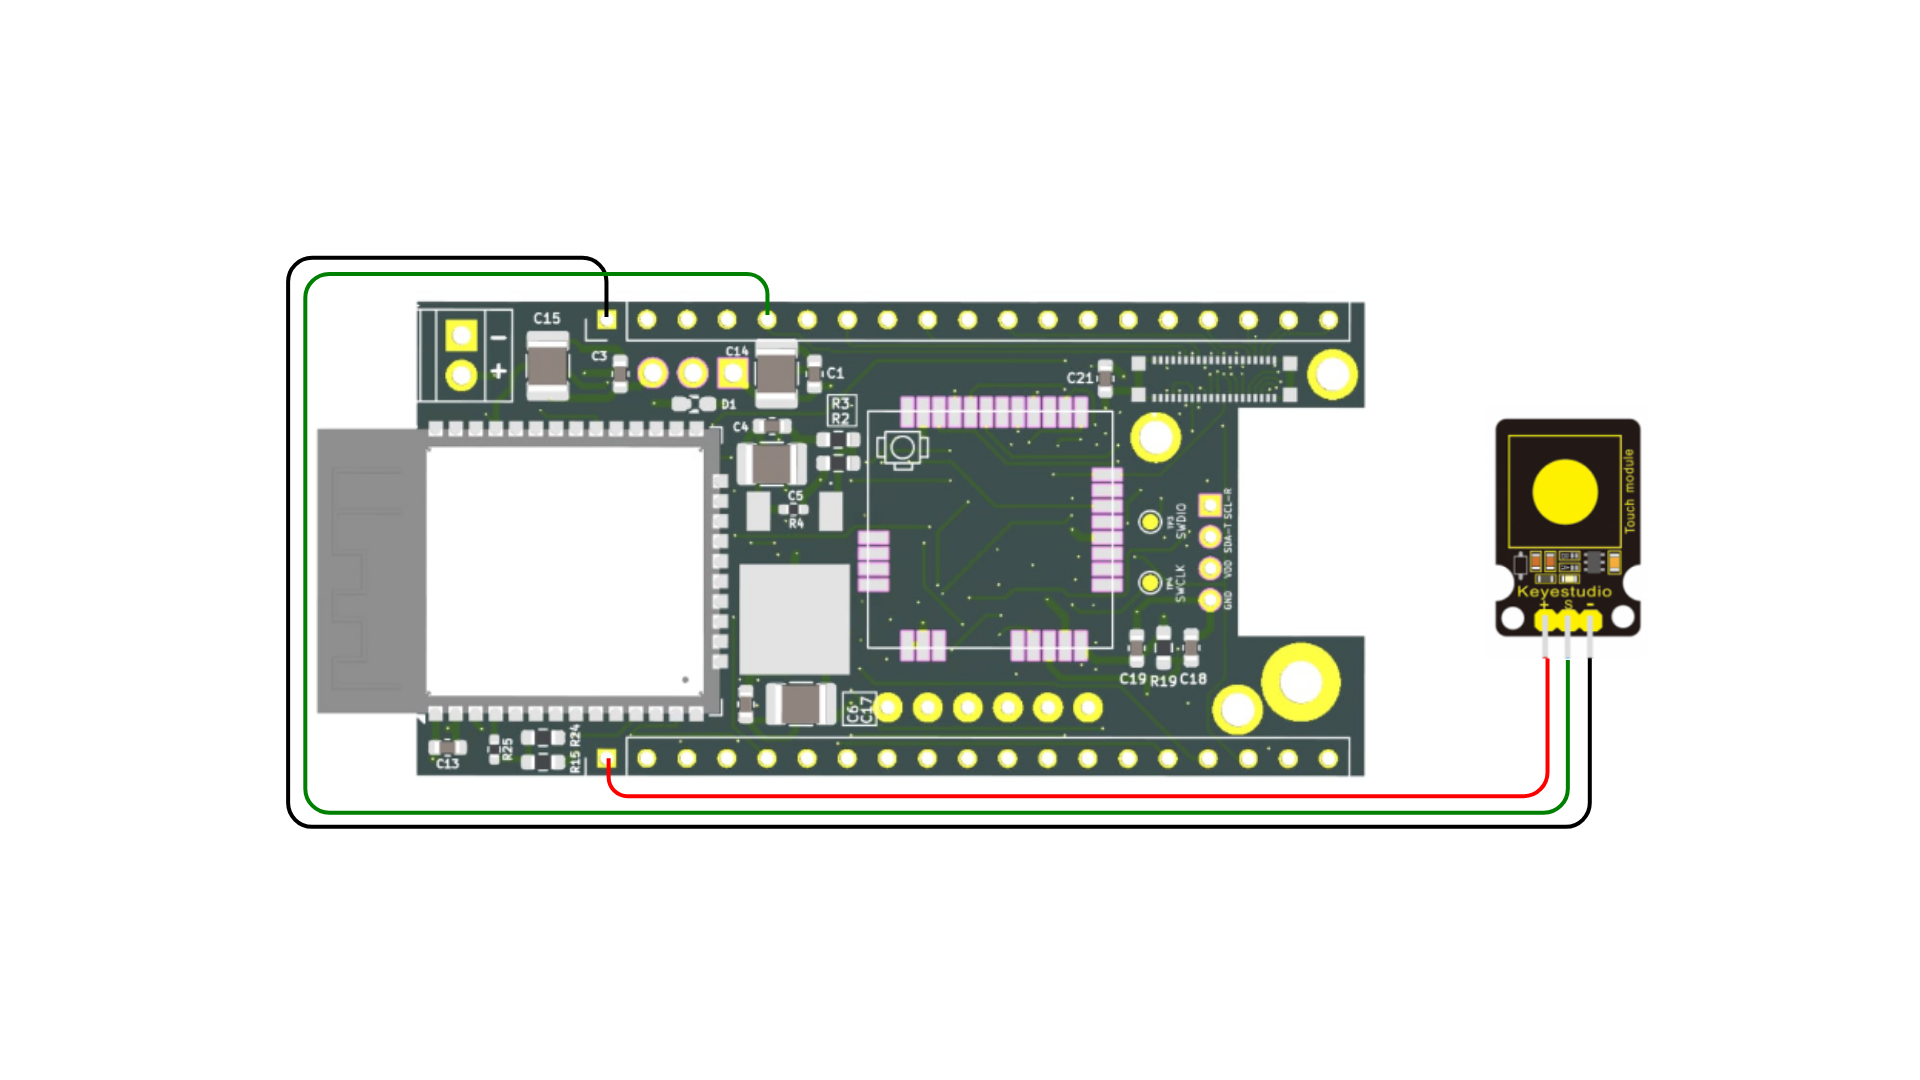 C15
−
+
C3
C14
D1
C1
C4
R3
R2
C5
R4
C21
TP3
SWDIO
TP4
SWCLK
SCL-R
SDA-T
VDD
GND
C19
R19
C18
C6
C17
C13
R25
R24
R15
Touch module
Keyestudio
+ S -